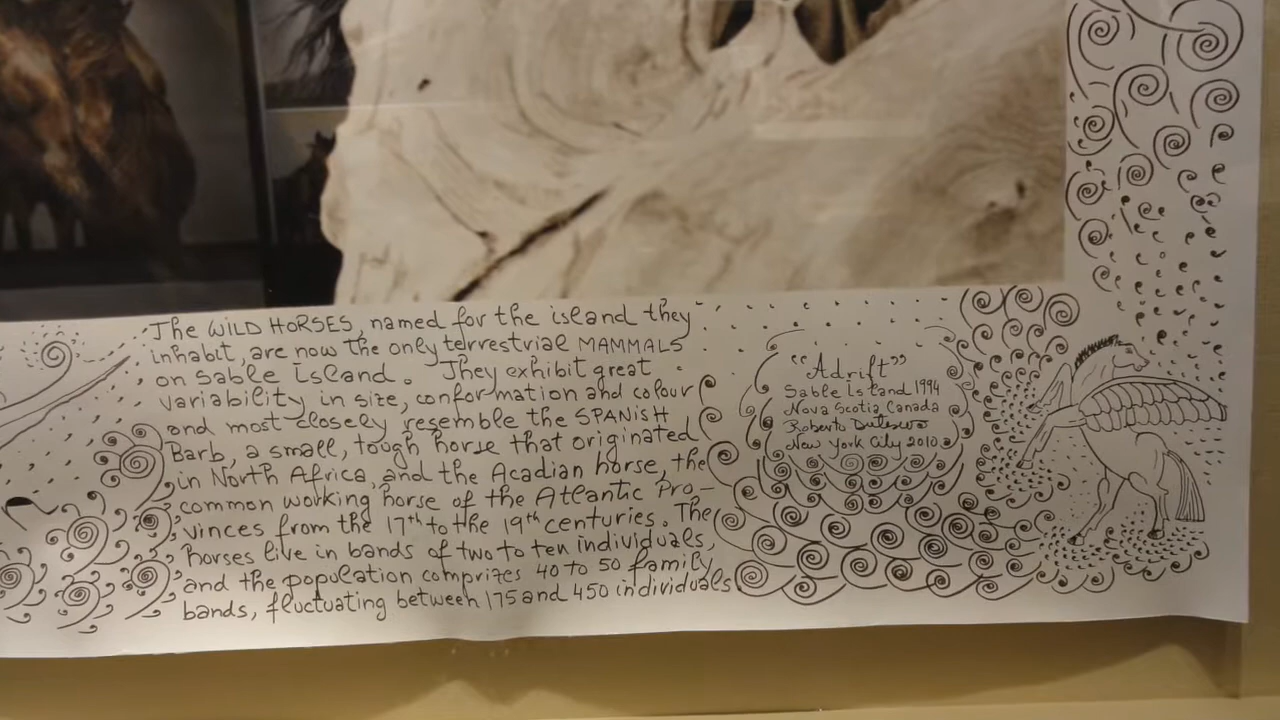 The WILD HORSES, named for the island they
inhabit, are now the only terrestrial MAMMALS
on Sable Island. They exhibit great
variability in size, conformation and colour
and most closely resemble the SPANISH
Barb, a small, tough horse that originated
in North Africa, and the Acadian horse, the
common working horse of the Atlantic Pro-
vinces from the 17th to the 19th centuries. The
horses live in bands of two to ten individuals,
and the population comprizes 40 to 50 family
bands, fluctuating between 175 and 450 individuals.
"Adrift"
Sable Island 1994
Nova Scotia, Canada
Roberto
New York City 2010